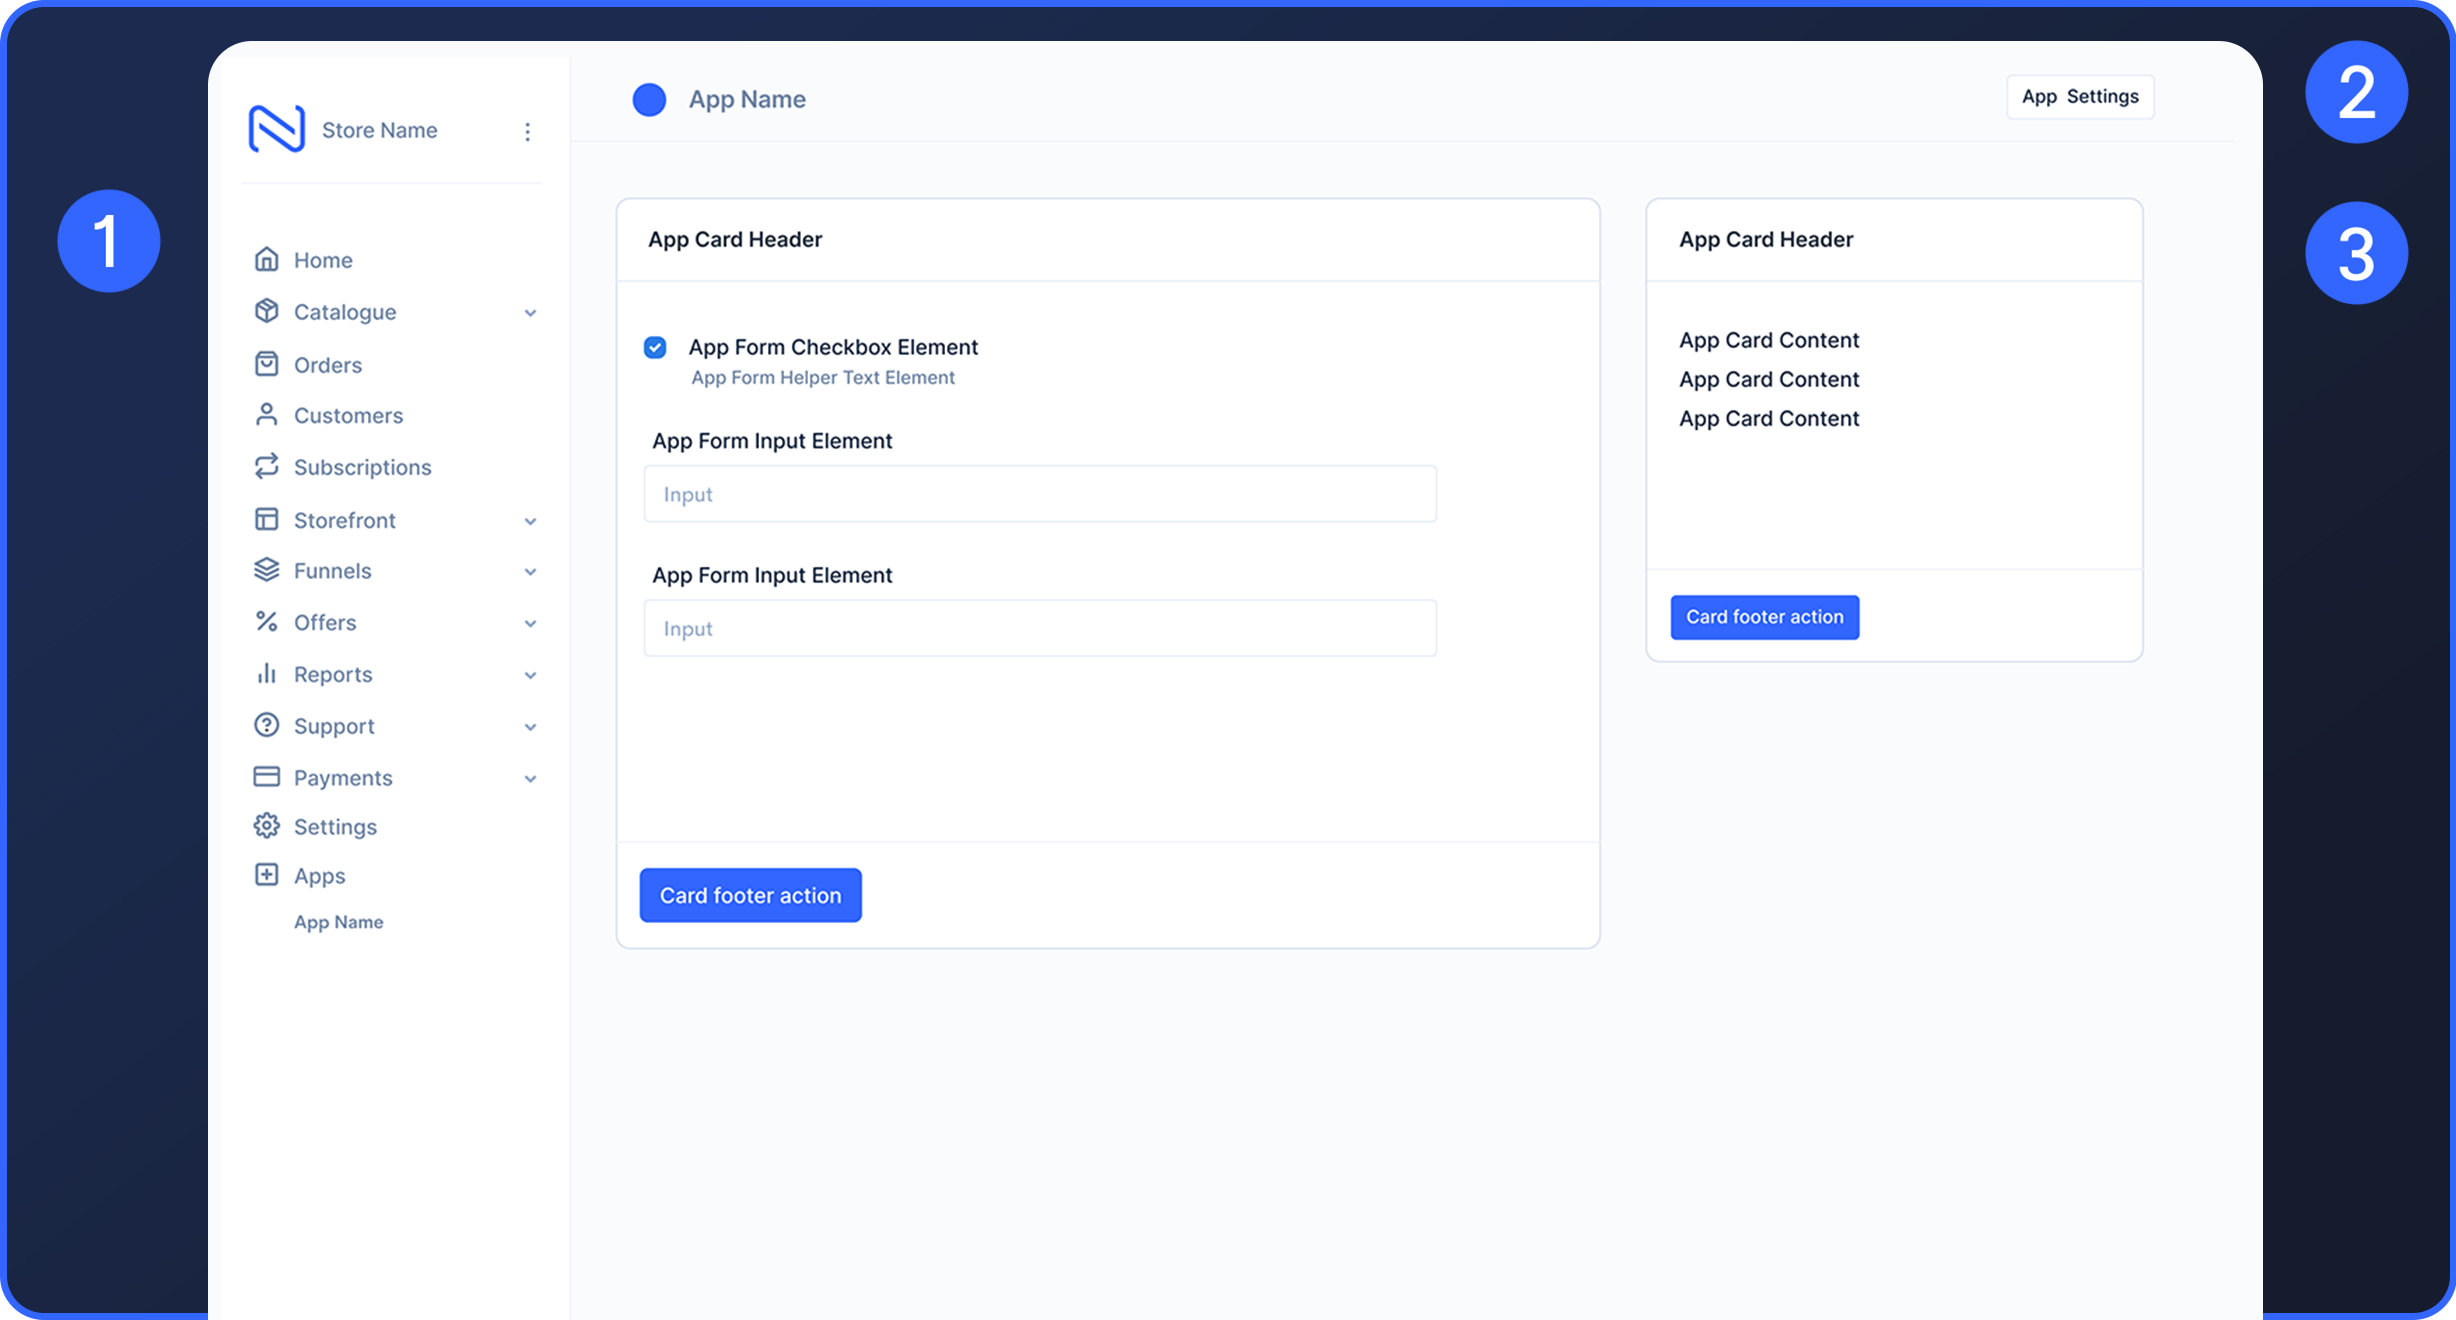 1
Store Name
Home
Catalogue
Orders
Customers
Subscriptions
Storefront
Funnels
Offers
Reports
Support
Payments
Settings
Apps
App Name
App Name
App Settings
2
3
App Card Header
App Form Checkbox Element
App Form Helper Text Element
App Form Input Element
Input
App Form Input Element
Input
Card footer action
App Card Header
App Card Content
App Card Content
App Card Content
Card footer action